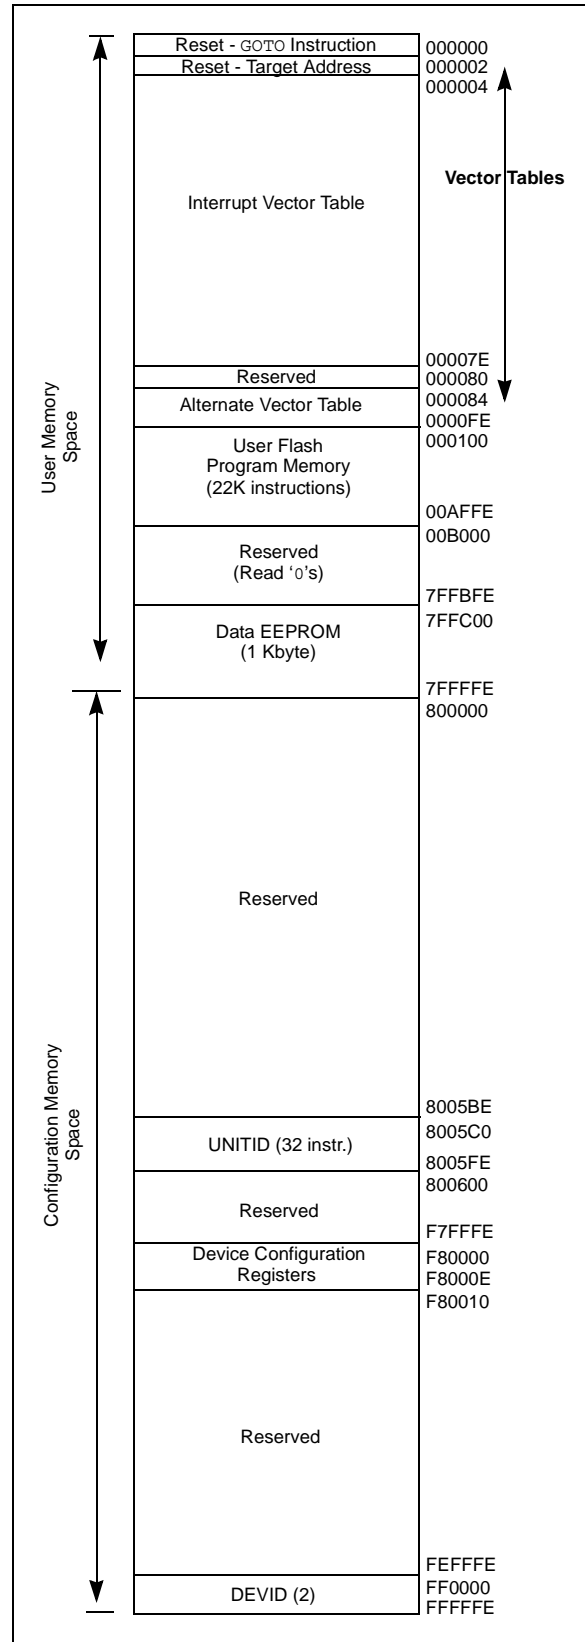 Reset - GOTO Instruction
000000
Reset - Target Address
000002
000004
Vector Tables
Interrupt Vector Table
00007E
Reserved
000080
Alternate Vector Table
000084
0000FE
User Flash
Program Memory
(22K instructions)
000100
00AFFE
Reserved
(Read ‘0’s)
00B000
7FFBFE
Data EEPROM
(1 Kbyte)
7FFC00
7FFFFE
User Memory
Space
800000
Reserved
8005BE
UNITID (32 instr.)
8005C0
8005FE
800600
Reserved
F7FFFE
Device Configuration
Registers
F80000
F8000E
F80010
Reserved
FEFFFE
DEVID (2)
FF0000
FFFFFE
Configuration Memory
Space